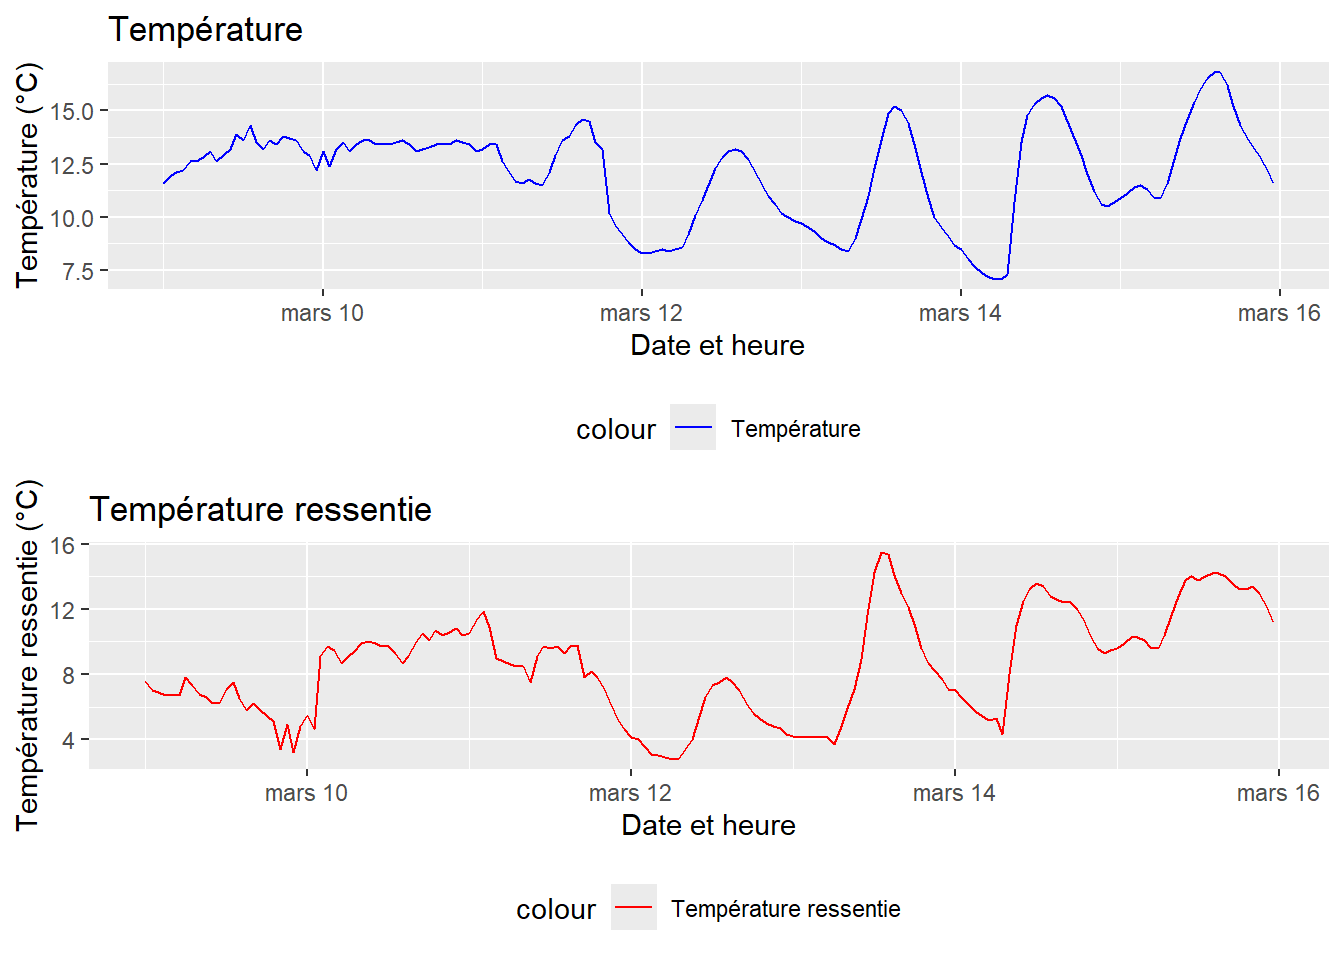 Température
Température (°C)
15.0
12.5
10.0
7.5
mars 10 mars 12 mars 14 mars 16
Date et heure
colour Température
Température ressentie
Température ressentie (°C)
16
12
8
4
mars 10 mars 12 mars 14 mars 16
Date et heure
colour Température ressentie